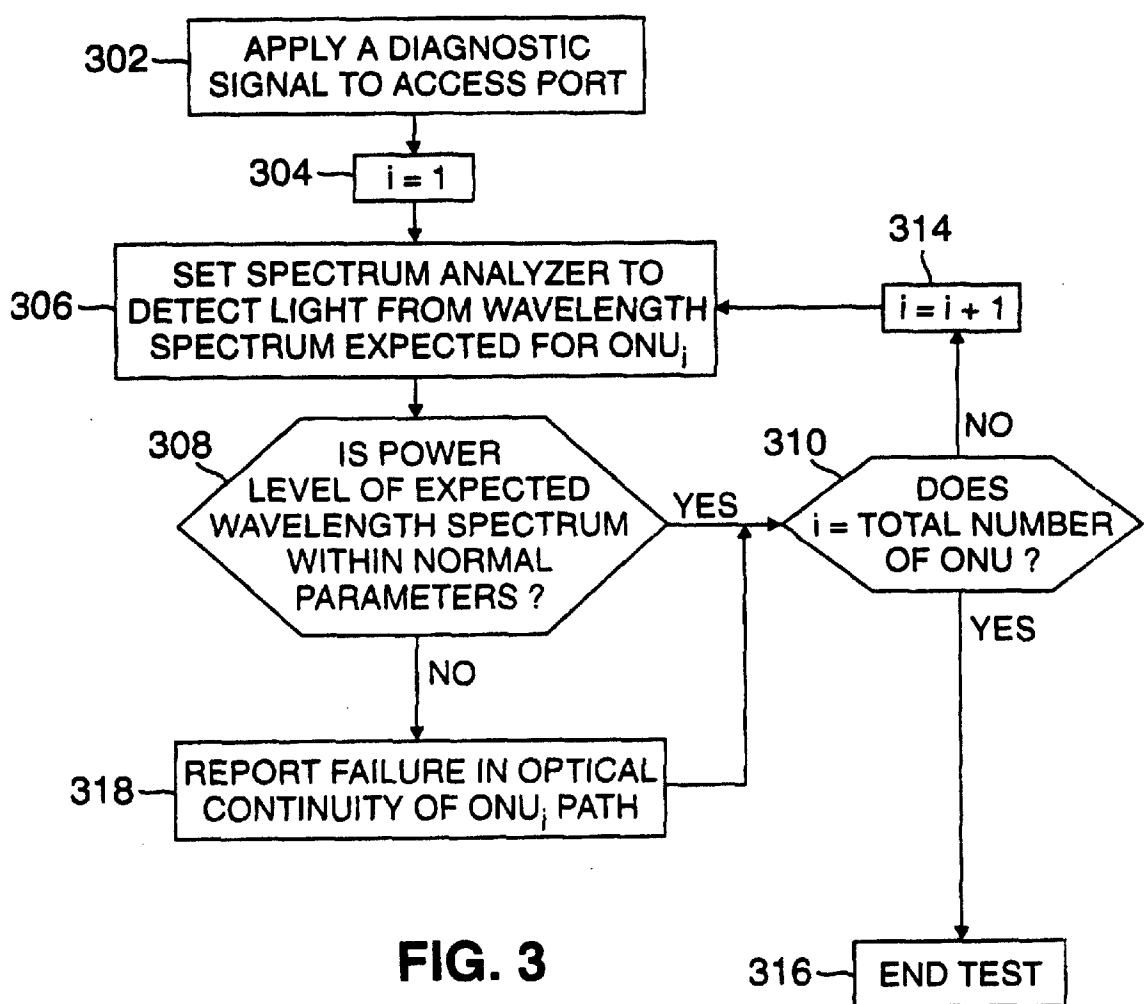 302
APPLY A DIAGNOSTIC
SIGNAL TO ACCESS PORT
304
i = 1
306
SET SPECTRUM ANALYZER TO
DETECT LIGHT FROM WAVELENGTH
SPECTRUM EXPECTED FOR ONUi
314
i = i + 1
308
IS POWER
LEVEL OF EXPECTED
WAVELENGTH SPECTRUM
WITHIN NORMAL
PARAMETERS ?
YES
NO
310
DOES
i = TOTAL NUMBER
OF ONU ?
NO
YES
318
REPORT FAILURE IN OPTICAL
CONTINUITY OF ONUi PATH
316
END TEST
FIG. 3